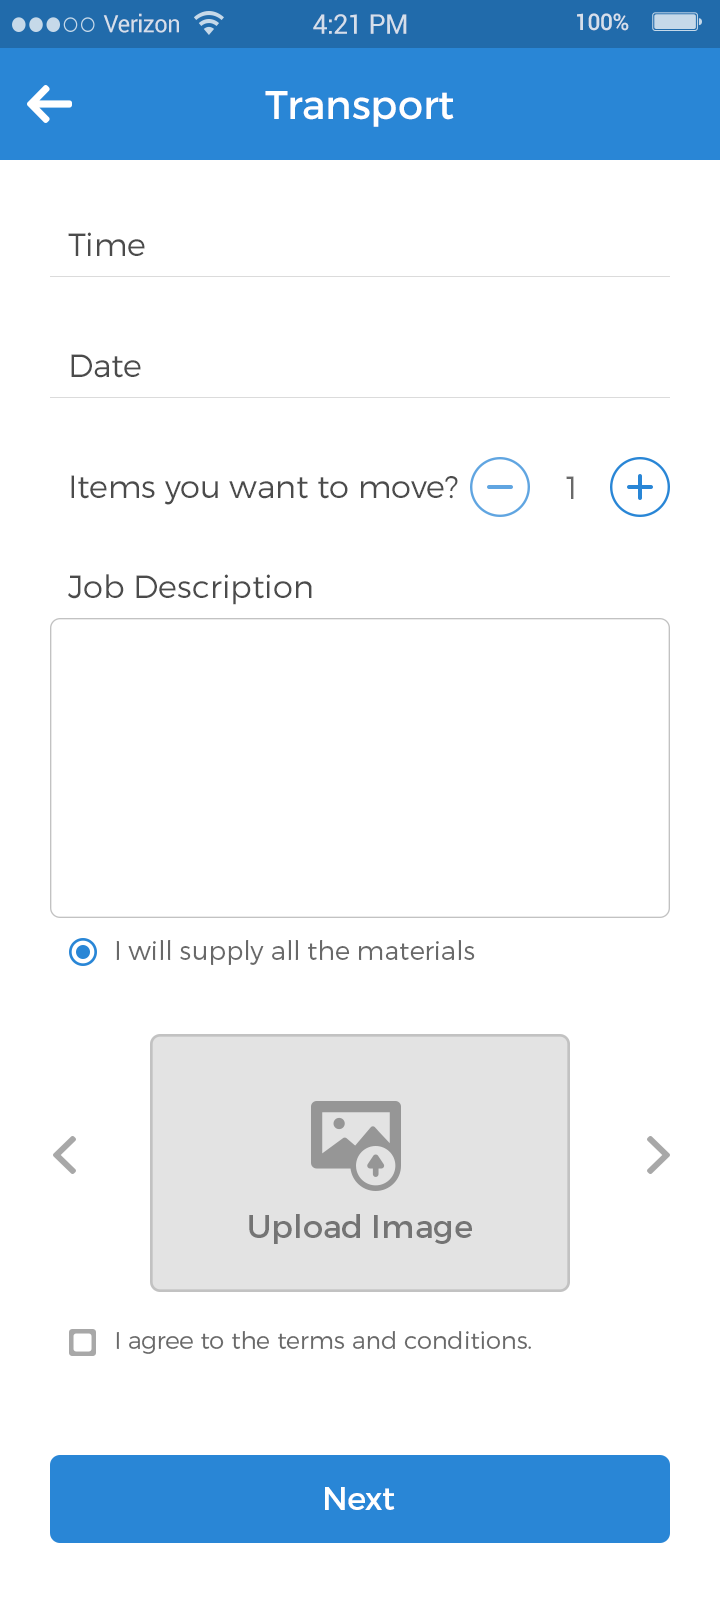 Verizon 4:21 PM 100%
Transport
Time
Date
Items you want to move? 1
Job Description
I will supply all the materials
Upload Image
I agree to the terms and conditions.
Next